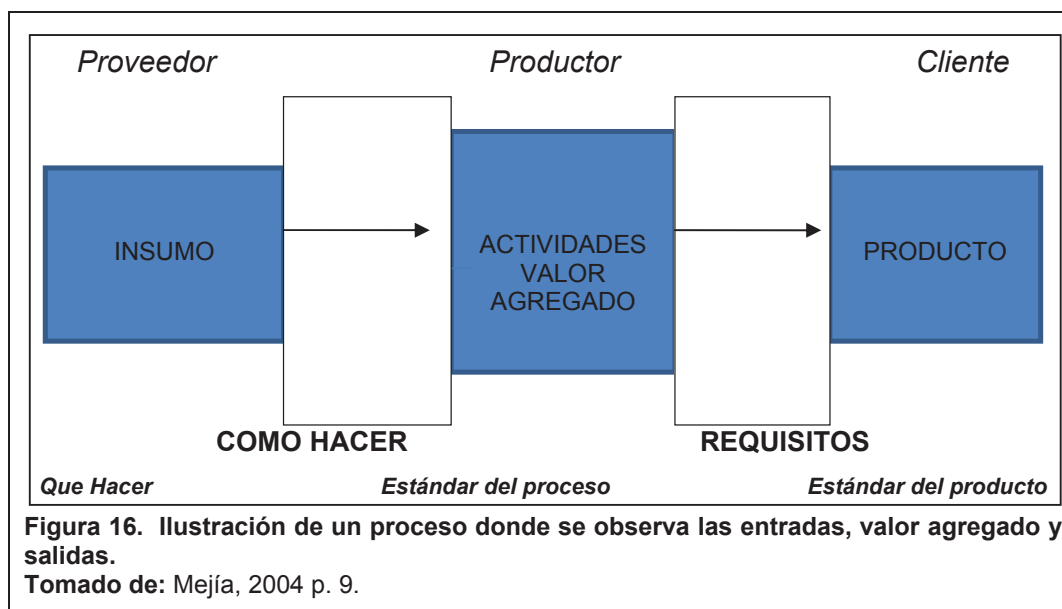 Proveedor Productor Cliente
INSUMO
ACTIVIDADES
VALOR
AGREGADO
PRODUCTO
COMO HACER REQUISITOS
Que Hacer Estándar del proceso Estándar del producto
Figura 16. Ilustración de un proceso donde se observa las entradas, valor agregado y
salidas.
Tomado de: Mejía, 2004 p. 9.